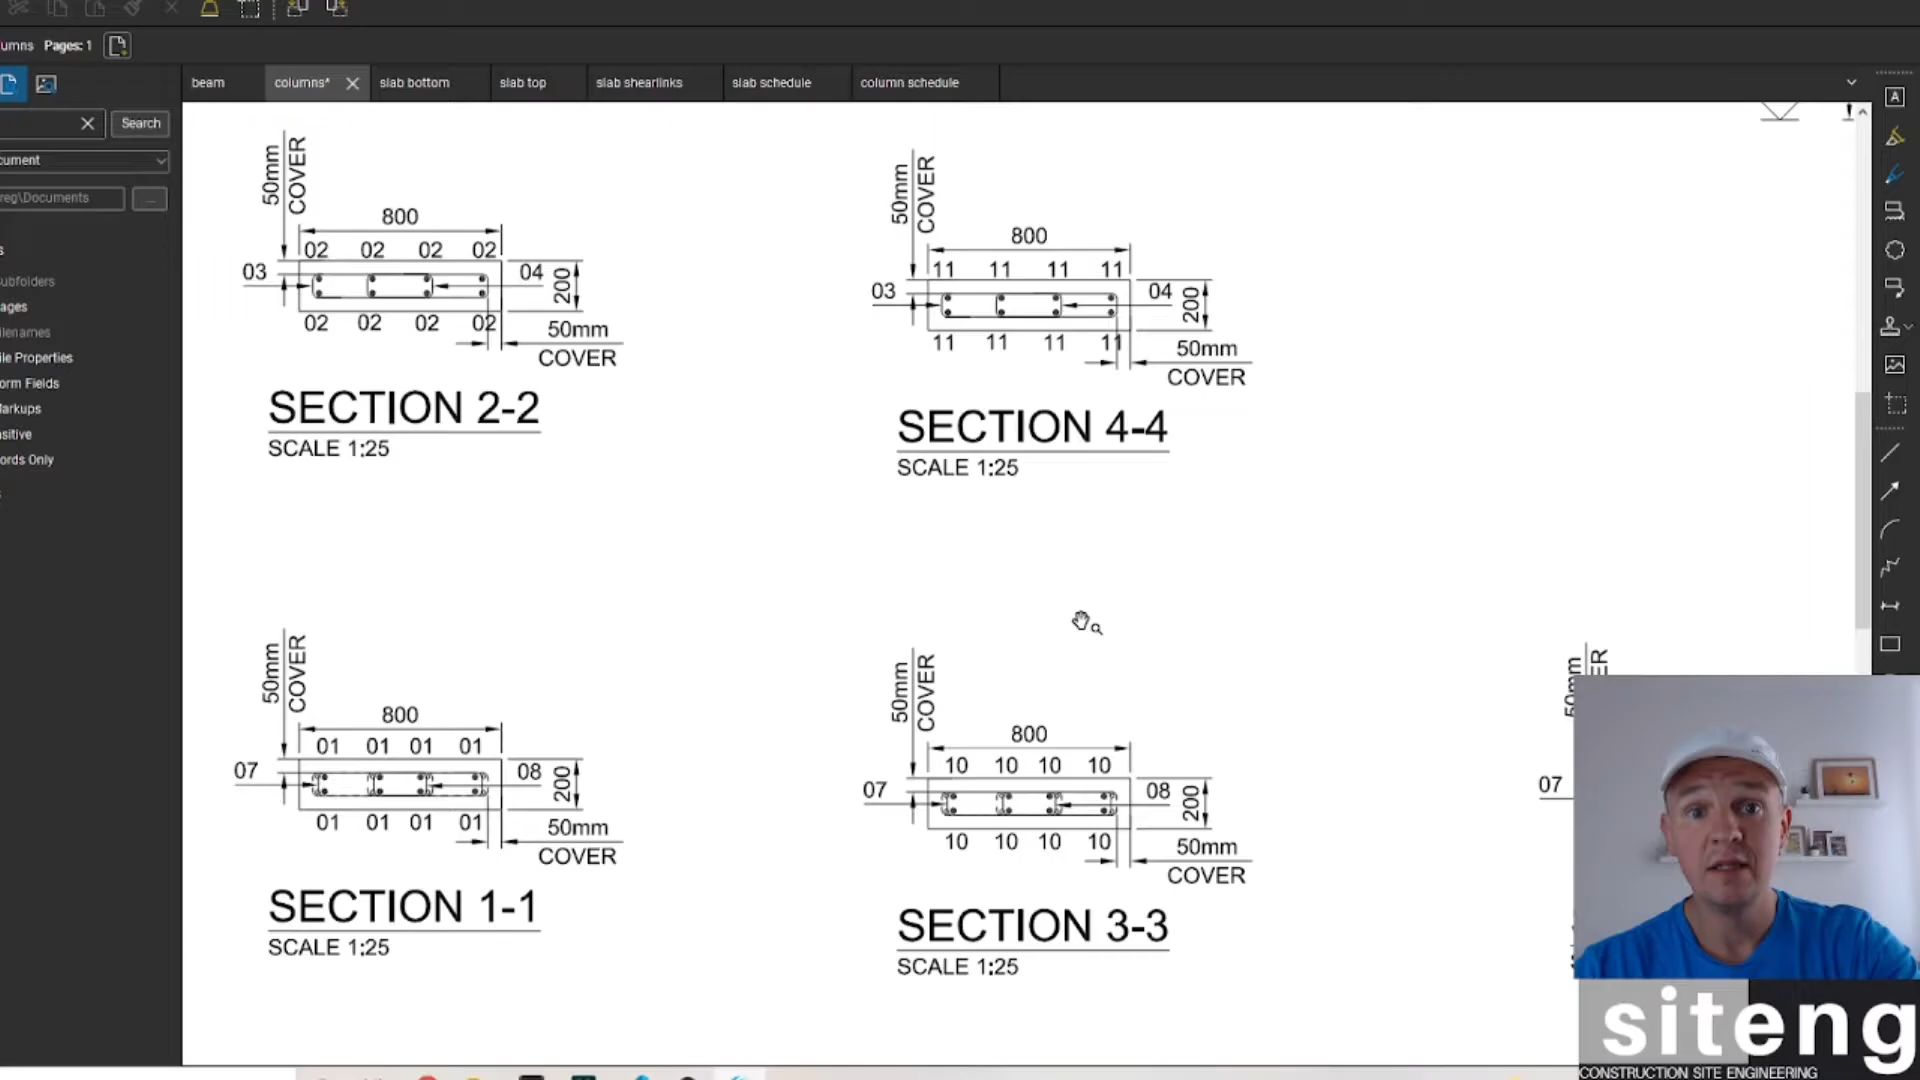 umns Pages: 1
beam
columns*
slab bottom
slab top
slab shearlinks
slab schedule
column schedule
Search
cument
reg\Documents
...
ubfolders
ages
ilenames
ile Properties
orm Fields
Markups
nsitive
ords Only
50mm
COVER
800
02 02 02 02
03
04
200
02 02 02 02
50mm
COVER
SECTION 2-2
SCALE 1:25
50mm
COVER
800
11 11 11 11
03
04
200
11 11 11 11
50mm
COVER
SECTION 4-4
SCALE 1:25
50mm
COVER
800
01 01 01 01
07
08
200
01 01 01 01
50mm
COVER
SECTION 1-1
SCALE 1:25
50mm
COVER
800
10 10 10 10
07
08
200
10 10 10 10
50mm
COVER
SECTION 3-3
SCALE 1:25
50mm
ER
07
A
siteng
CONSTRUCTION SITE ENGINEERING